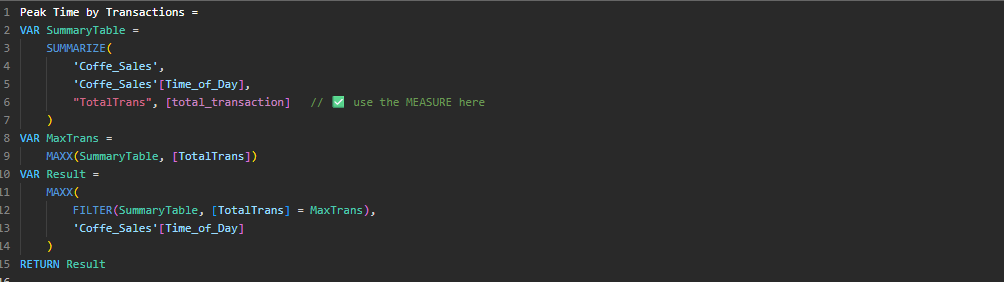 1 Peak Time by Transactions =
2 VAR SummaryTable =
3 SUMMARIZE(
4 'Coffe_Sales',
5 'Coffe_Sales'[Time_of_Day],
6 "TotalTrans", [total_transaction] // ✅ use the MEASURE here
7 )
8 VAR MaxTrans =
9 MAXX(SummaryTable, [TotalTrans])
10 VAR Result =
11 MAXX(
12 FILTER(SummaryTable, [TotalTrans] = MaxTrans),
13 'Coffe_Sales'[Time_of_Day]
14 )
15 RETURN Result
16